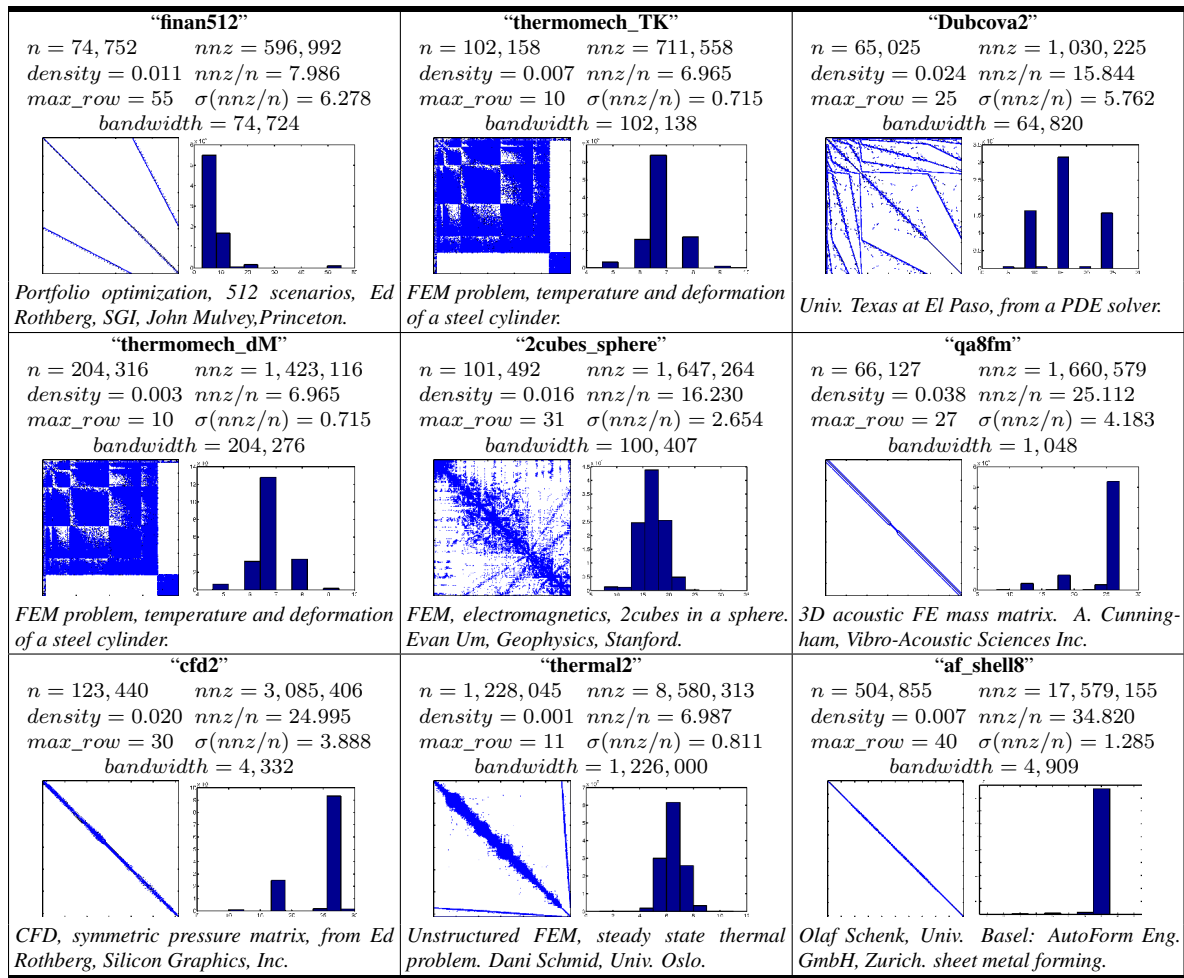 “finan512”
n = 74, 752 nnz = 596, 992
density = 0.011 nnz/n = 7.986
max_row = 55 σ(nnz/n) = 6.278
bandwidth = 74, 724
Portfolio optimization, 512 scenarios, Ed
Rothberg, SGI, John Mulvey,Princeton.
“thermomech_TK”
n = 102, 158 nnz = 711, 558
density = 0.007 nnz/n = 6.965
max_row = 10 σ(nnz/n) = 0.715
bandwidth = 102, 138
FEM problem, temperature and deformation
of a steel cylinder.
“Dubcova2”
n = 65, 025 nnz = 1, 030, 225
density = 0.024 nnz/n = 15.844
max_row = 25 σ(nnz/n) = 5.762
bandwidth = 64, 820
Univ. Texas at El Paso, from a PDE solver.
“thermomech_dM”
n = 204, 316 nnz = 1, 423, 116
density = 0.003 nnz/n = 6.965
max_row = 10 σ(nnz/n) = 0.715
bandwidth = 204, 276
FEM problem, temperature and deformation
of a steel cylinder.
“2cubes_sphere”
n = 101, 492 nnz = 1, 647, 264
density = 0.016 nnz/n = 16.230
max_row = 31 σ(nnz/n) = 2.654
bandwidth = 100, 407
FEM, electromagnetics, 2cubes in a sphere.
Evan Um, Geophysics, Stanford.
“qa8fm”
n = 66, 127 nnz = 1, 660, 579
density = 0.038 nnz/n = 25.112
max_row = 27 σ(nnz/n) = 4.183
bandwidth = 1, 048
3D acoustic FE mass matrix. A. Cunning-
ham, Vibro-Acoustic Sciences Inc.
“cfd2”
n = 123, 440 nnz = 3, 085, 406
density = 0.020 nnz/n = 24.995
max_row = 30 σ(nnz/n) = 3.888
bandwidth = 4, 332
CFD, symmetric pressure matrix, from Ed
Rothberg, Silicon Graphics, Inc.
“thermal2”
n = 1, 228, 045 nnz = 8, 580, 313
density = 0.001 nnz/n = 6.987
max_row = 11 σ(nnz/n) = 0.811
bandwidth = 1, 226, 000
Unstructured FEM, steady state thermal
problem. Dani Schmid, Univ. Oslo.
“af_shell8”
n = 504, 855 nnz = 17, 579, 155
density = 0.007 nnz/n = 34.820
max_row = 40 σ(nnz/n) = 1.285
bandwidth = 4, 909
Olaf Schenk, Univ. Basel: AutoForm Eng.
GmbH, Zurich. sheet metal forming.